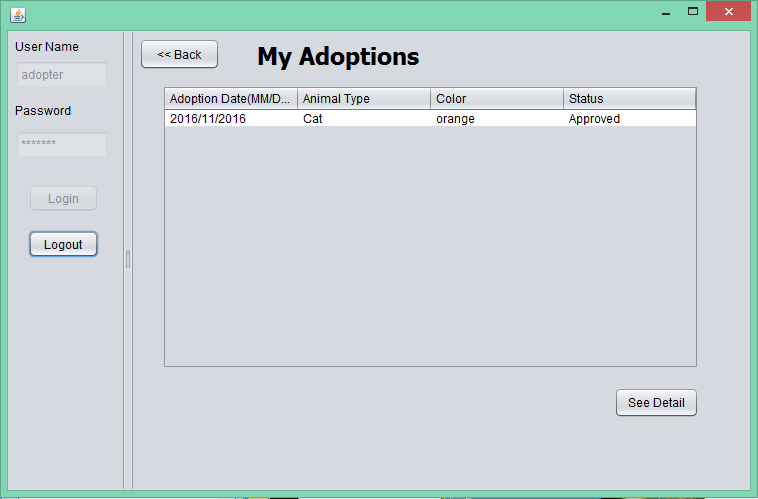 User Name
adopter
Password
*******
Login
Logout
<< Back
My Adoptions
Adoption Date(MM/D... Animal Type Color Status
2016/11/2016 Cat orange Approved
See Detail